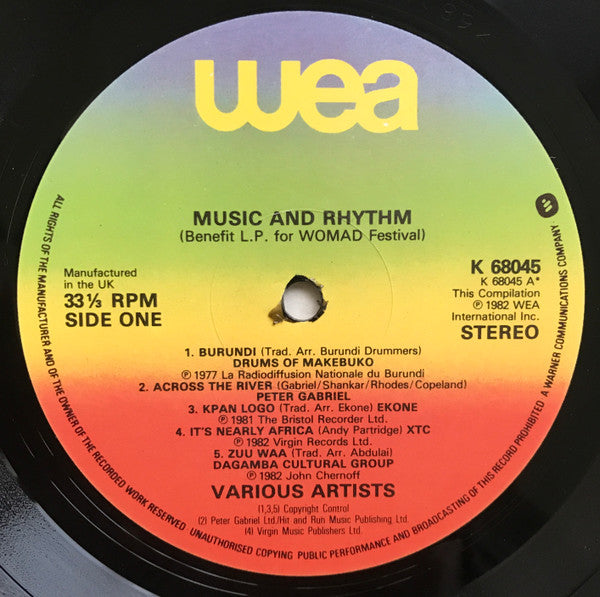 wea
MUSIC AND RHYTHM
(Benefit L.P. for WOMAD Festival)
Manufactured
in the UK
33⅓ RPM
SIDE ONE
K 68045
K 68045 A*
This Compilation
℗ 1982 WEA
International Inc.
STEREO
1. BURUNDI (Trad. Arr. Burundi Drummers)
DRUMS OF MAKEBUKO
℗ 1977 La Radiodiffusion Nationale du Burundi
2. ACROSS THE RIVER (Gabriel/Shankar/Rhodes/Copeland)
PETER GABRIEL
3. KPAN LOGO (Trad. Arr. Ekone) EKONE
℗ 1981 The Bristol Recorder Ltd.
4. IT'S NEARLY AFRICA (Andy Partridge) XTC
℗ 1982 Virgin Records Ltd.
5. ZUU WAA (Trad. Arr. Abdulai)
DAGAMBA CULTURAL GROUP
℗ 1982 John Chernoff
VARIOUS ARTISTS
(1,3,5) Copyright Control
(2) Peter Gabriel Ltd./Hit and Run Music Publishing Ltd.
(4) Virgin Music Publishers Ltd.
ALL RIGHTS OF THE MANUFACTURER AND OF THE OWNER OF THE RECORDED WORK RESERVED. UNAUTHORISED COPYING PUBLIC PERFORMANCE AND BROADCASTING OF THIS RECORD PROHIBITED A WARNER COMMUNICATIONS COMPANY.